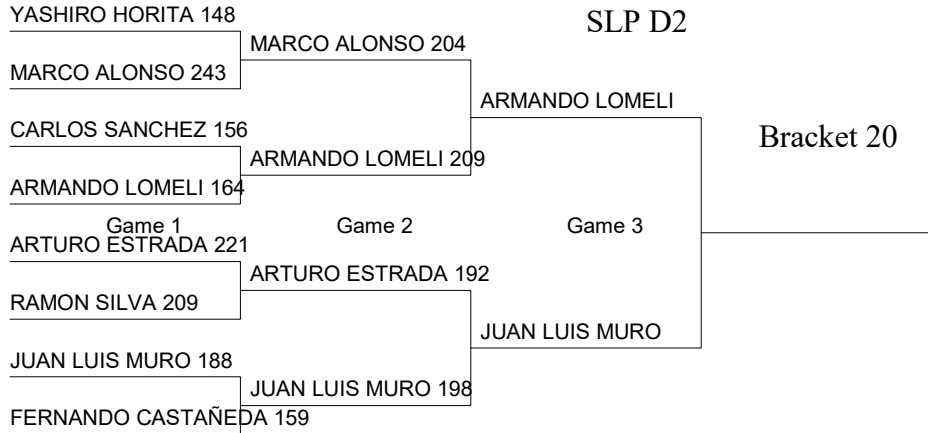 YASHIRO HORITA 148
SLP D2
MARCO ALONSO 204
MARCO ALONSO 243
ARMANDO LOMELI
CARLOS SANCHEZ 156
Bracket 20
ARMANDO LOMELI 209
ARMANDO LOMELI 164
Game 1
Game 2
Game 3
ARTURO ESTRADA 221
ARTURO ESTRADA 192
RAMON SILVA 209
JUAN LUIS MURO
JUAN LUIS MURO 188
JUAN LUIS MURO 198
FERNANDO CASTAÑEDA 159